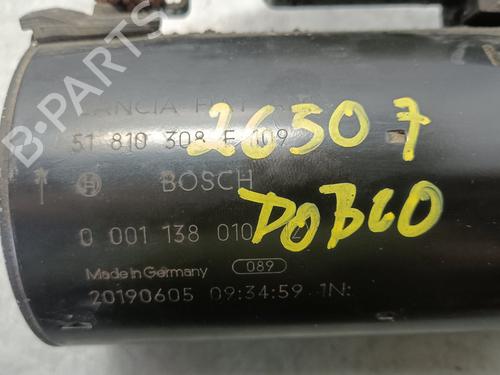 B-PARTS
LANCIA - FIAT
51 810 308 E 109
26507
BOSCH
DOBLO
0 001 138 010
Made in Germany 089
20190605 09:34:59 1N: